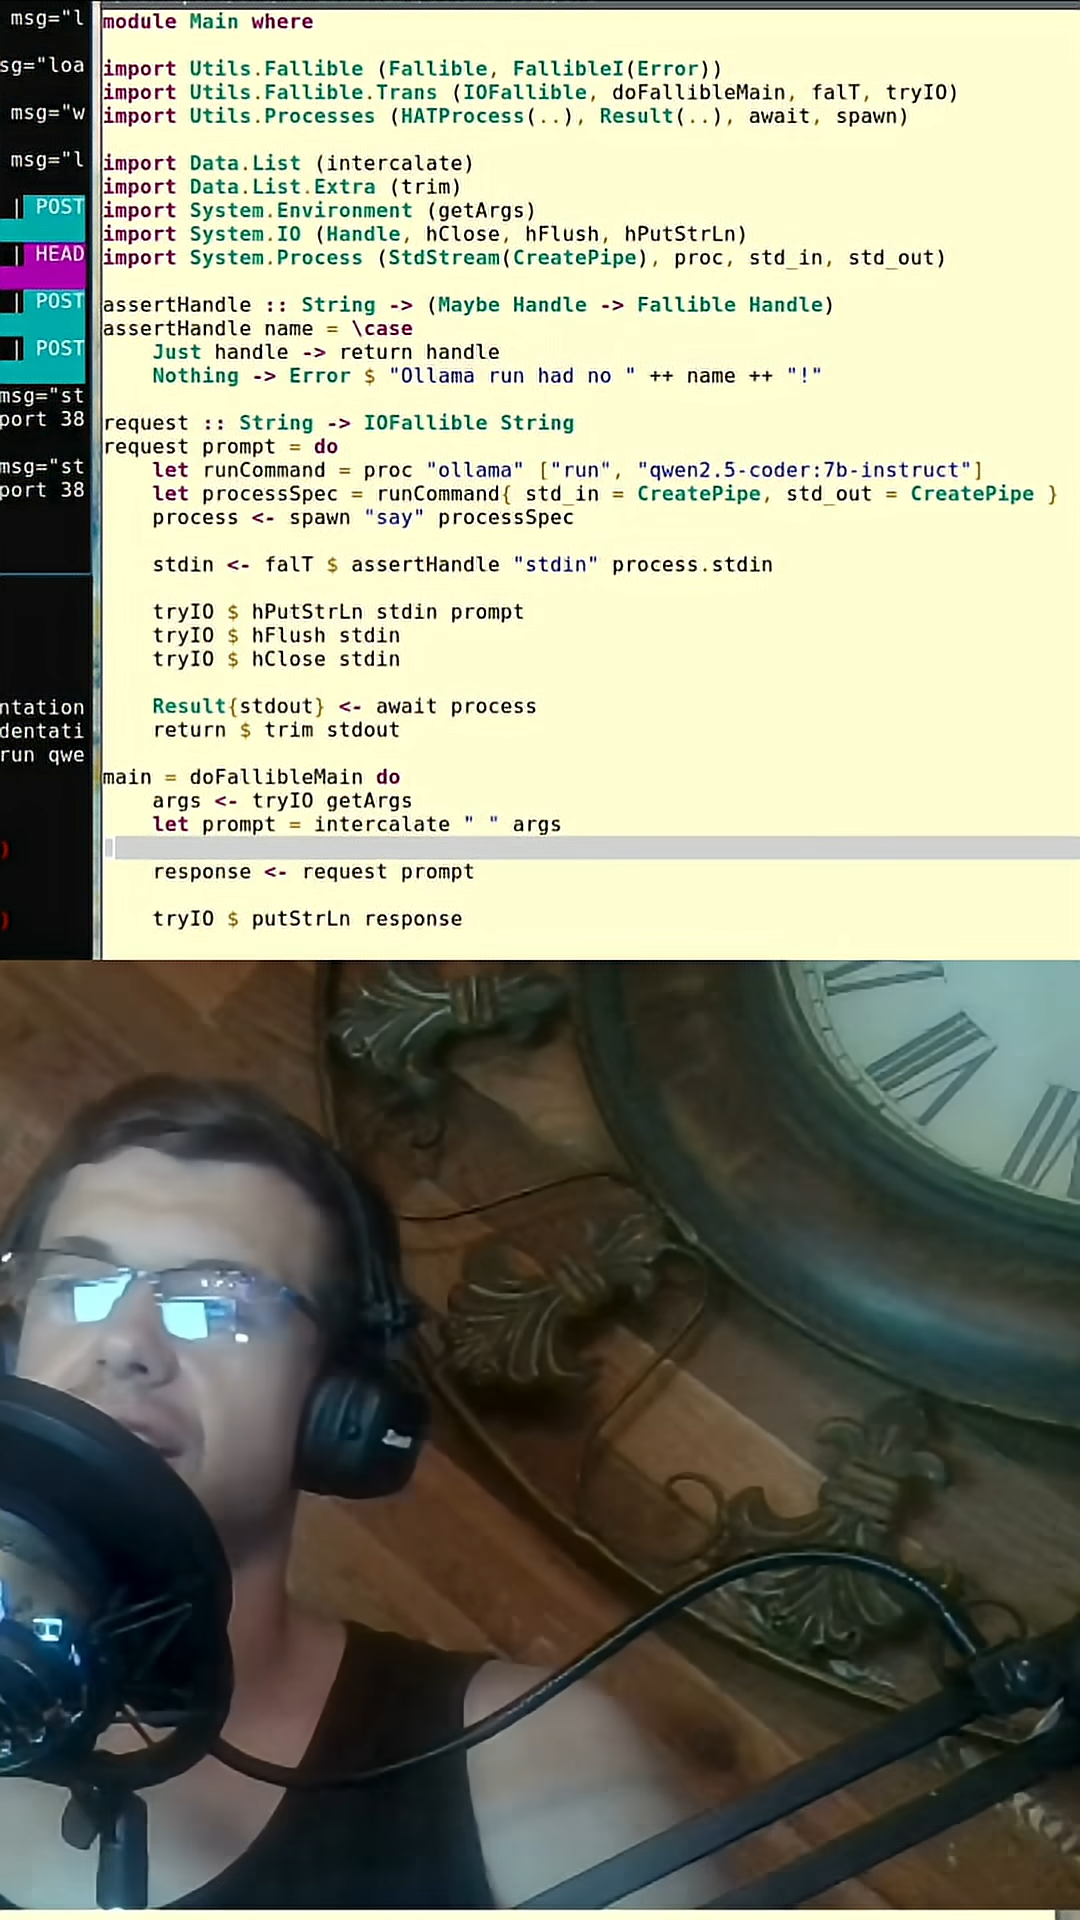 msg="l
sg="loa
msg="w
msg="l
| POST
| HEAD
| POST
| POST
msg="st
port 38
msg="st
port 38
ntation
dentati
run qwe
)
)
module Main where
import Utils.Fallible (Fallible, FallibleI(Error))
import Utils.Fallible.Trans (IOFallible, doFallibleMain, falT, tryIO)
import Utils.Processes (HATProcess(..), Result(..), await, spawn)
import Data.List (intercalate)
import Data.List.Extra (trim)
import System.Environment (getArgs)
import System.IO (Handle, hClose, hFlush, hPutStrLn)
import System.Process (StdStream(CreatePipe), proc, std_in, std_out)
assertHandle :: String -> (Maybe Handle -> Fallible Handle)
assertHandle name = \case
    Just handle -> return handle
    Nothing -> Error $ "Ollama run had no " ++ name ++ "!"
request :: String -> IOFallible String
request prompt = do
    let runCommand = proc "ollama" ["run", "qwen2.5-coder:7b-instruct"]
    let processSpec = runCommand{ std_in = CreatePipe, std_out = CreatePipe }
    process <- spawn "say" processSpec
    stdin <- falT $ assertHandle "stdin" process.stdin
    tryIO $ hPutStrLn stdin prompt
    tryIO $ hFlush stdin
    tryIO $ hClose stdin
    Result{stdout} <- await process
    return $ trim stdout
main = doFallibleMain do
    args <- tryIO getArgs
    let prompt = intercalate " " args
    response <- request prompt
    tryIO $ putStrLn response